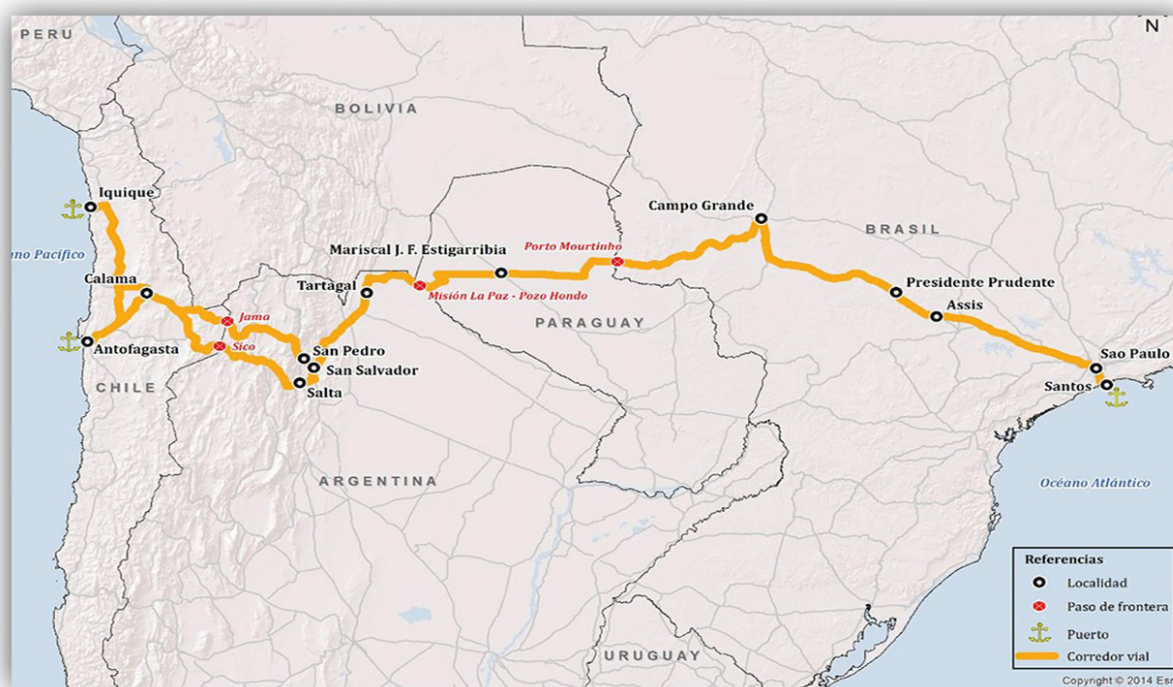 PERU
N
BOLIVIA
Iquique
Campo Grande
BRASIL
ano Pacífico
Mariscal J. F. Estigarribia
Porto Mourtinho
Calama
Tartagal
Misión La Paz - Pozo Hondo
Presidente Prudente
Jama
PARAGUAY
Assis
Antofagasta
Sico
San Pedro
San Salvador
Sao Paulo
CHILE
Salta
Santos
ARGENTINA
Océano Atlántico
Referencias
Localidad
Paso de frontera
Puerto
Corredor vial
URUGUAY
Copyright © 2014 Esr